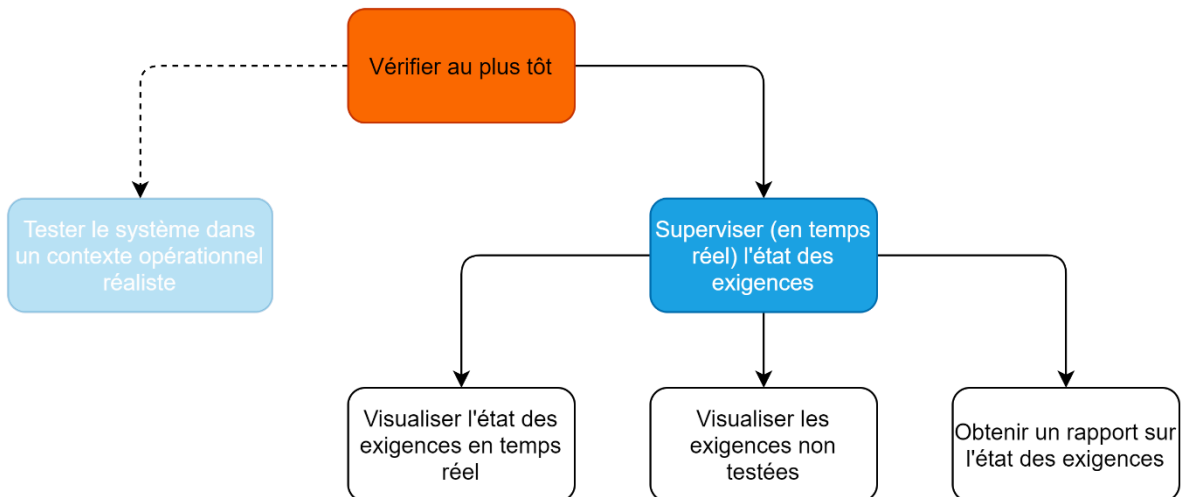 Vérifier au plus tôt
Tester le système dans
un contexte opérationnel
réaliste
Superviser (en temps
réel) l'état des
exigences
Visualiser l'état des
exigences en temps
réel
Visualiser les
exigences non
testées
Obtenir un rapport sur
l'état des exigences